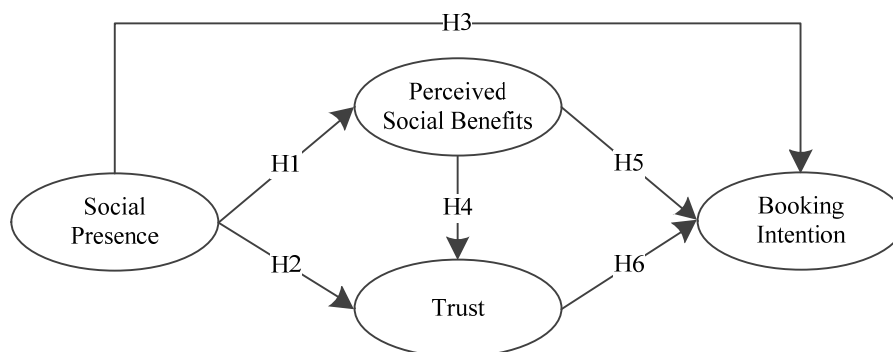 H3
Perceived
Social Benefits
H1
H5
Social
Presence
H4
Booking
Intention
H2
H6
Trust